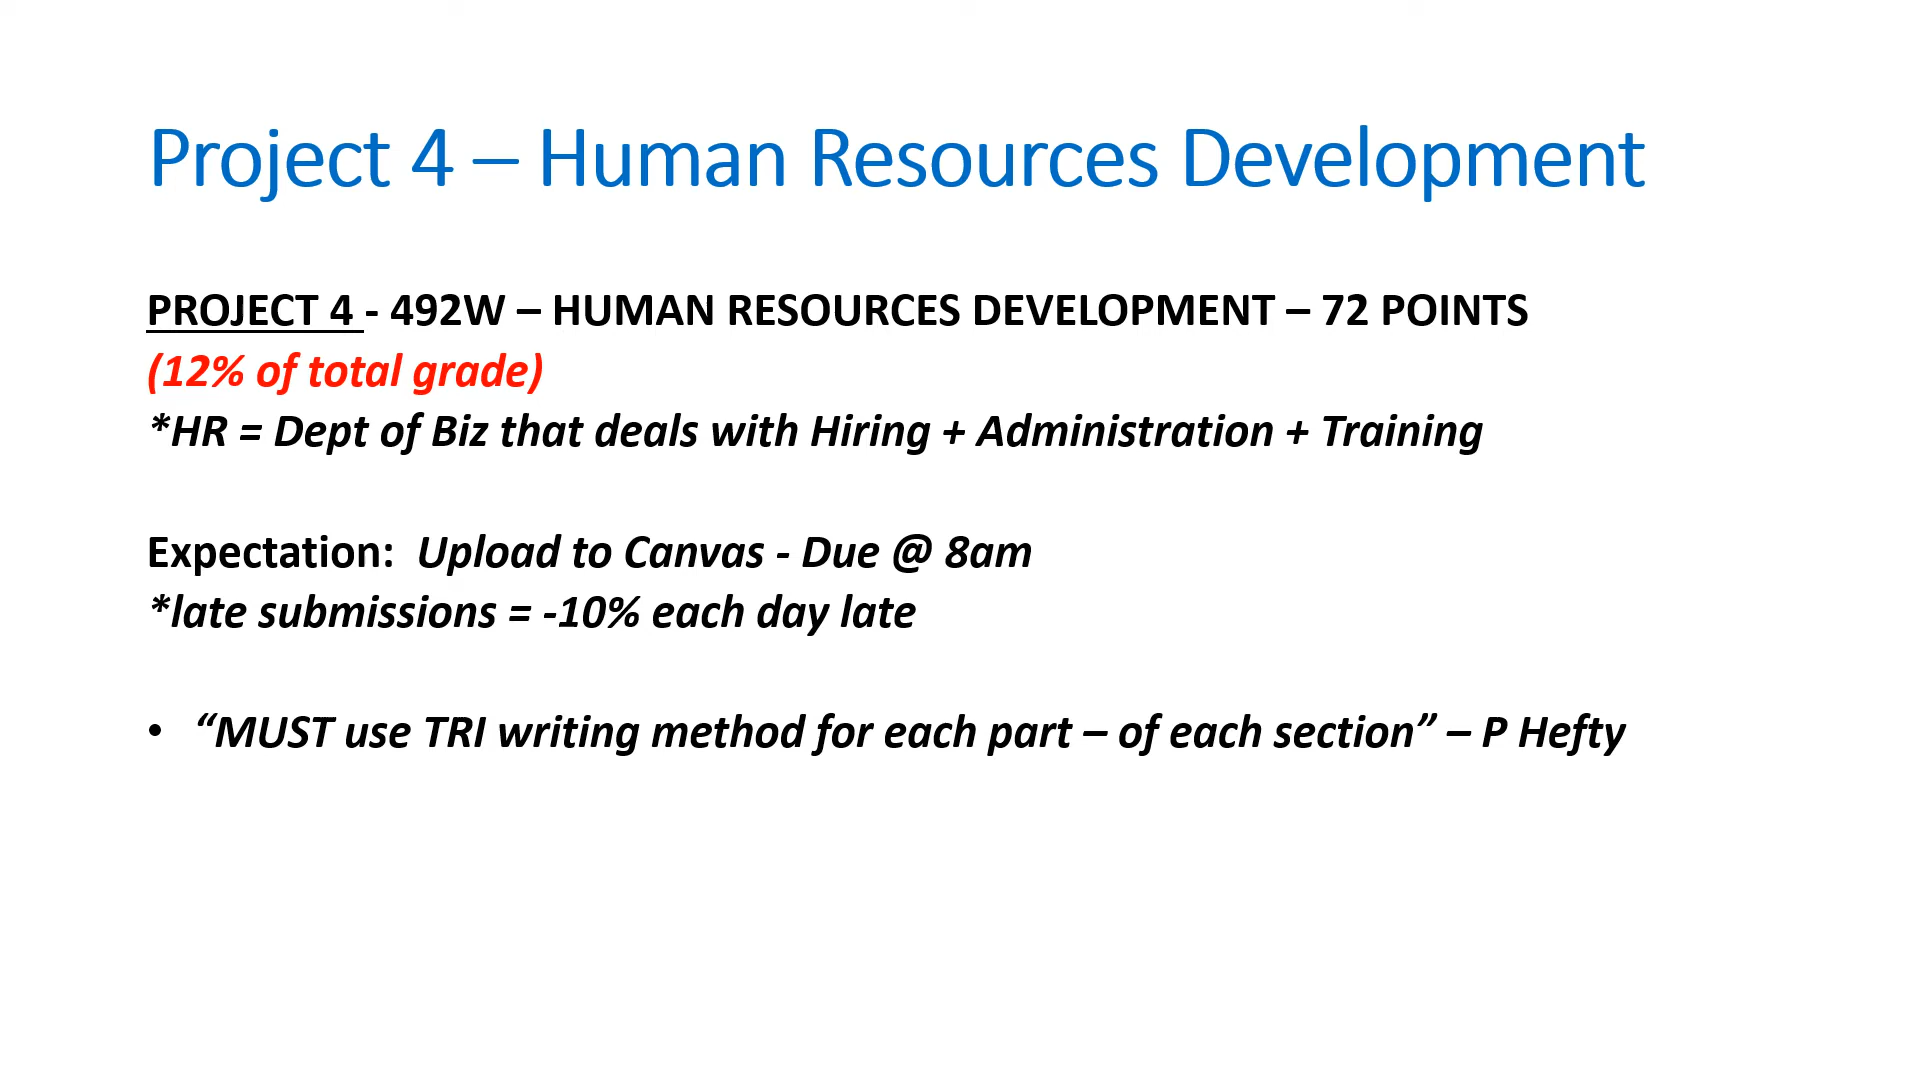 Project 4 – Human Resources Development
PROJECT 4 - 492W – HUMAN RESOURCES DEVELOPMENT – 72 POINTS
(12% of total grade)
*HR = Dept of Biz that deals with Hiring + Administration + Training
Expectation:  Upload to Canvas - Due @ 8am
*late submissions = -10% each day late
• “MUST use TRI writing method for each part – of each section” – P Hefty